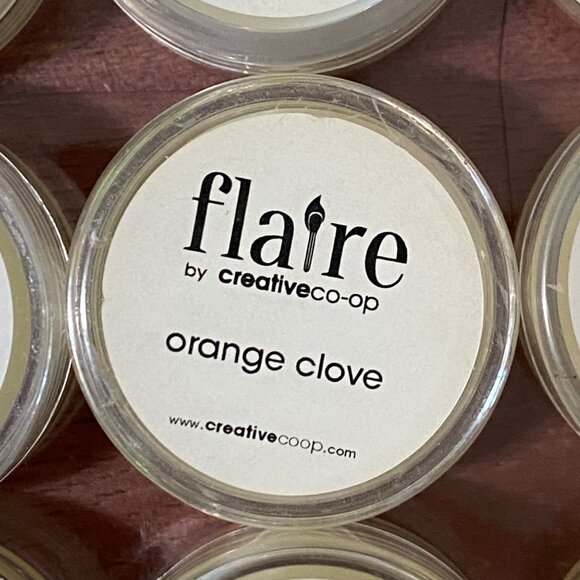 flaire
by creativeco-op
orange clove
www.creativecoop.com